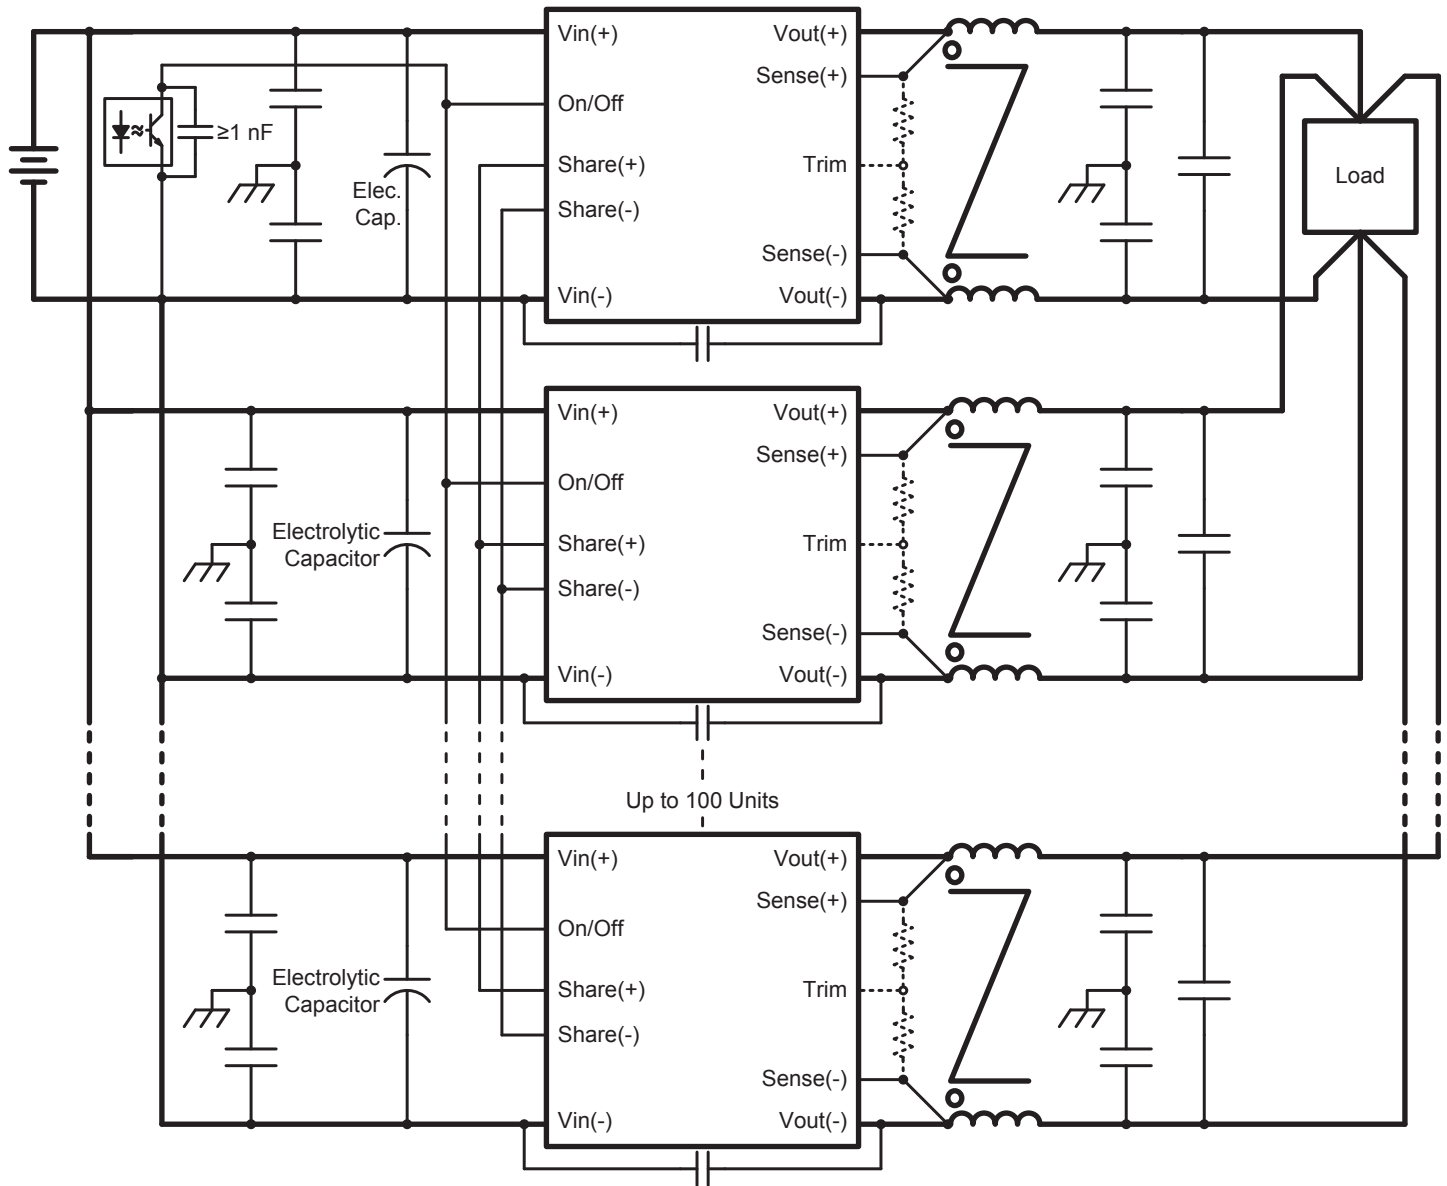 Vin(+)
Vout(+)
Sense(+)
On/Off
≥1 nF
Share(+)
Trim
Load
Elec.
Cap.
Share(-)
Sense(-)
Vin(-)
Vout(-)
Vin(+)
Vout(+)
Sense(+)
On/Off
Electrolytic
Capacitor
Share(+)
Trim
Share(-)
Sense(-)
Vin(-)
Vout(-)
Up to 100 Units
Vin(+)
Vout(+)
Sense(+)
On/Off
Electrolytic
Capacitor
Share(+)
Trim
Share(-)
Sense(-)
Vin(-)
Vout(-)